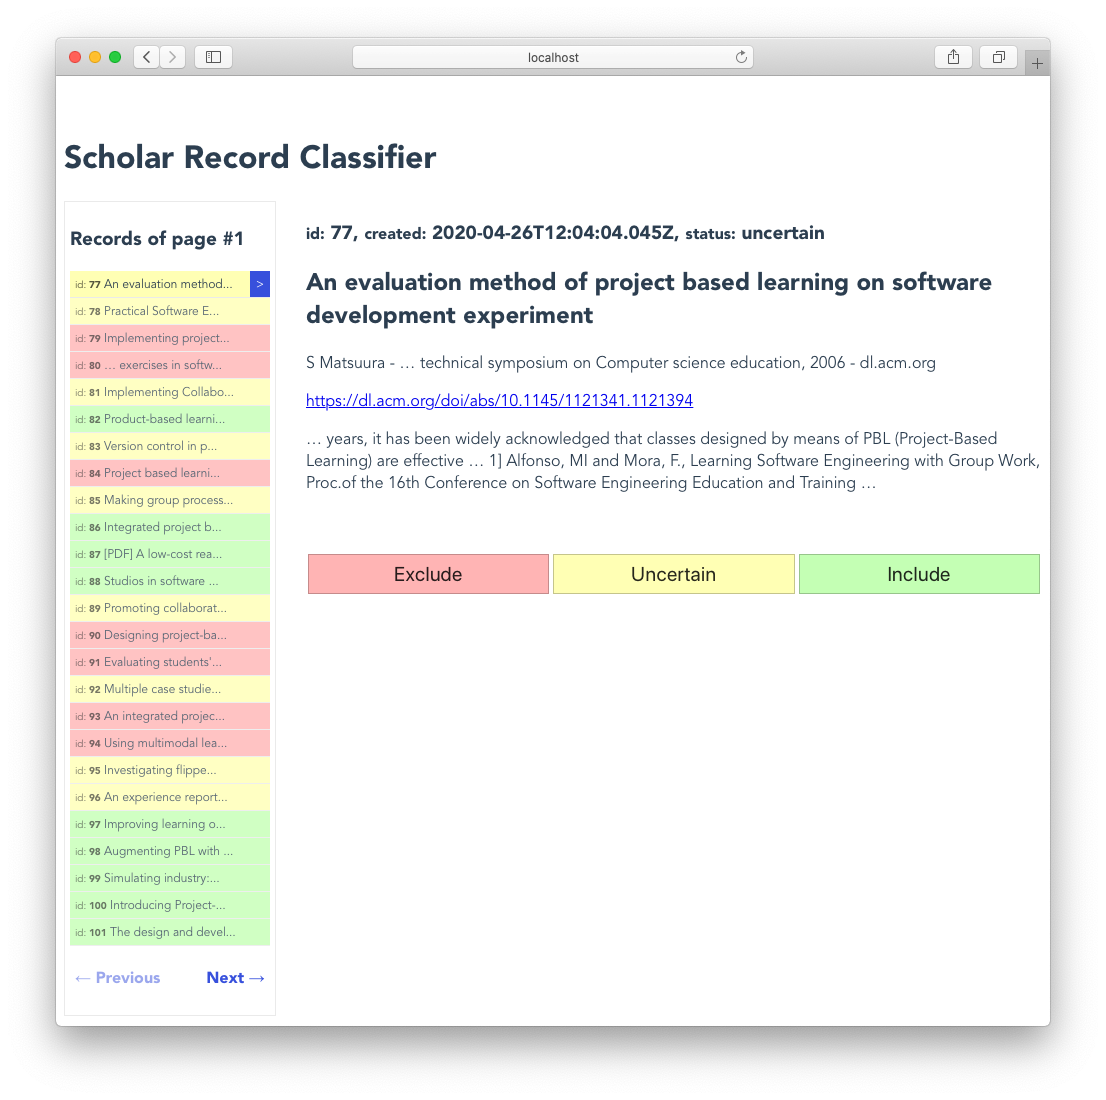 localhost
Scholar Record Classifier
Records of page #1
id: 77 An evaluation method... >
id: 78 Practical Software E...
id: 79 Implementing project...
id: 80 … exercises in softw...
id: 81 Implementing Collabo...
id: 82 Product-based learni...
id: 83 Version control in p...
id: 84 Project based learni...
id: 85 Making group process...
id: 86 Integrated project b...
id: 87 [PDF] A low-cost rea...
id: 88 Studios in software ...
id: 89 Promoting collaborat...
id: 90 Designing project-ba...
id: 91 Evaluating students'...
id: 92 Multiple case studie...
id: 93 An integrated projec...
id: 94 Using multimodal lea...
id: 95 Investigating flippe...
id: 96 An experience report...
id: 97 Improving learning o...
id: 98 Augmenting PBL with ...
id: 99 Simulating industry:...
id: 100 Introducing Project-...
id: 101 The design and devel...
← Previous Next →
id: 77, created: 2020-04-26T12:04:04.045Z, status: uncertain
An evaluation method of project based learning on software
development experiment
S Matsuura - … technical symposium on Computer science education, 2006 - dl.acm.org
https://dl.acm.org/doi/abs/10.1145/1121341.1121394
… years, it has been widely acknowledged that classes designed by means of PBL (Project-Based
Learning) are effective … 1] Alfonso, MI and Mora, F., Learning Software Engineering with Group Work,
Proc.of the 16th Conference on Software Engineering Education and Training …
Exclude Uncertain Include